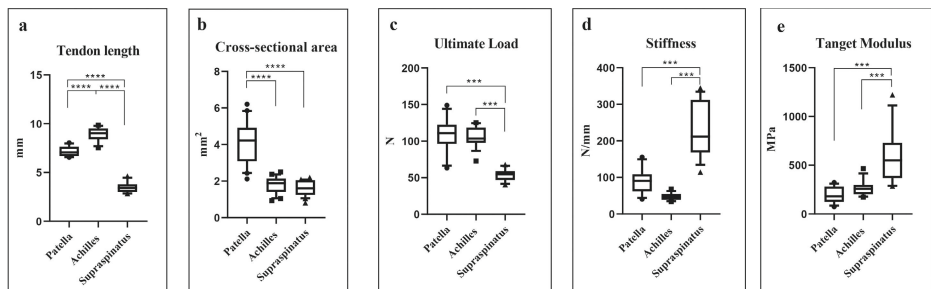 a
Tendon length
mm
15
10
5
0
****
**** ****
Patella
Achilles
Supraspinatus
b
Cross-sectional area
mm²
8
6
4
2
0
****
****
Patella
Achilles
Supraspinatus
c
Ultimate Load
N
200
150
100
50
0
***
***
Patella
Achilles
Supraspinatus
d
Stiffness
N/mm
400
300
200
100
0
***
***
Patella
Achilles
Supraspinatus
e
Tanget Modulus
MPa
1500
1000
500
0
***
***
Patella
Achilles
Supraspinatus